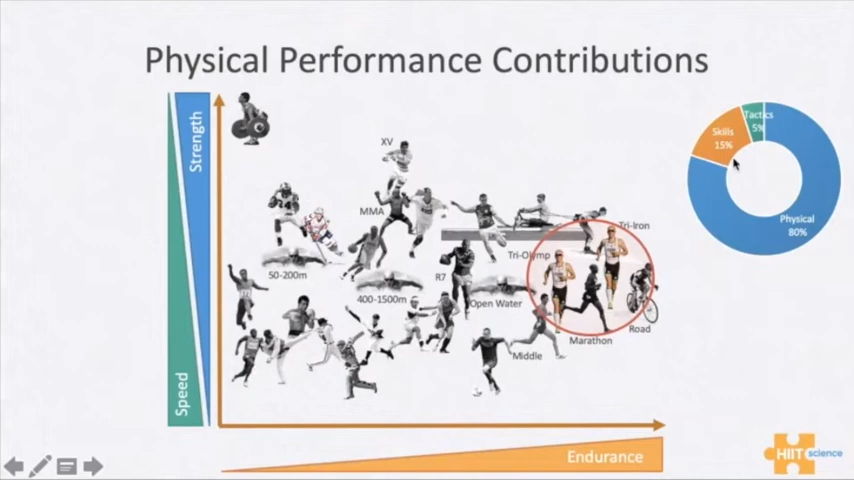 Physical Performance Contributions
Strength
Speed
XV
MMA
50-200m
400-1500m
R7
Open Water
Tri-Olymp
Tri-Iron
Middle
Marathon
Road
Endurance
Tactics
5%
Skills
15%
Physical
80%
HIIT science